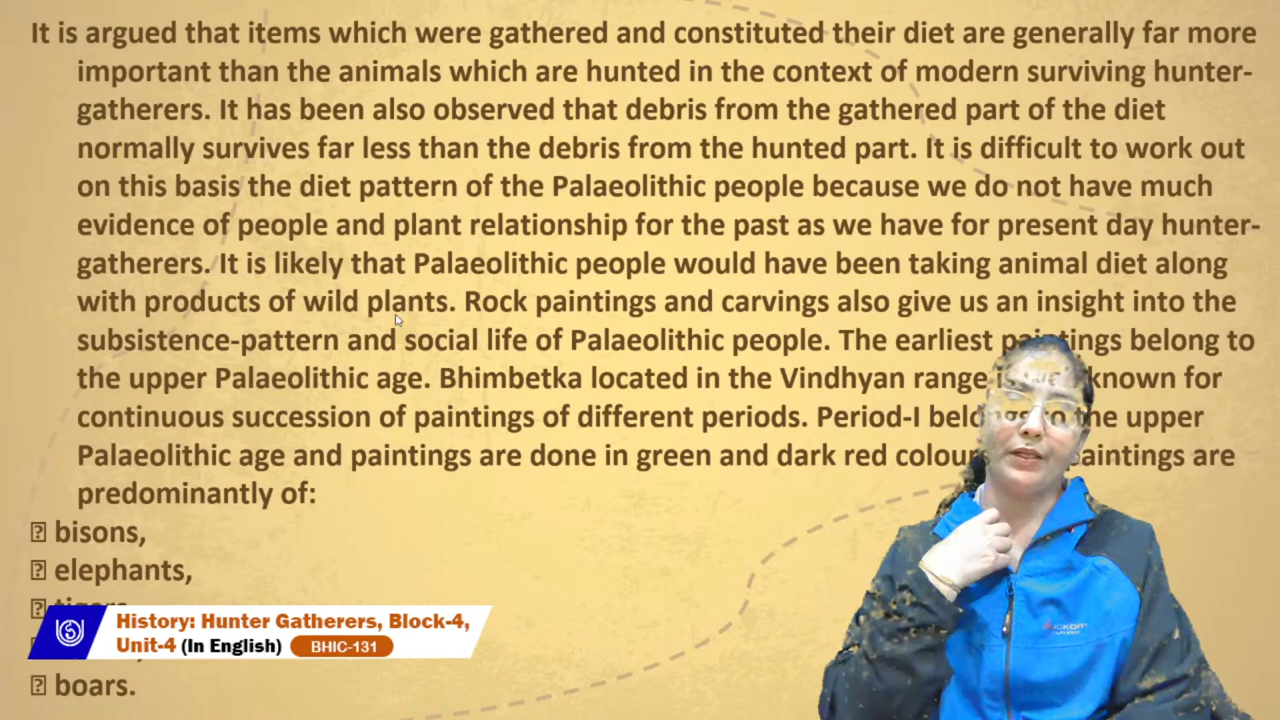 It is argued that items which were gathered and constituted their diet are generally far more
important than the animals which are hunted in the context of modern surviving hunter-
gatherers. It has been also observed that debris from the gathered part of the diet
normally survives far less than the debris from the hunted part. It is difficult to work out
on this basis the diet pattern of the Palaeolithic people because we do not have much
evidence of people and plant relationship for the past as we have for present day hunter-
gatherers. It is likely that Palaeolithic people would have been taking animal diet along
with products of wild plants. Rock paintings and carvings also give us an insight into the
subsistence-pattern and social life of Palaeolithic people. The earliest paintings belong to
the upper Palaeolithic age. Bhimbetka located in the Vindhyan range known for
continuous succession of paintings of different periods. Period-I the upper
Palaeolithic age and paintings are done in green and dark red paintings are
predominantly of:
bisons,
elephants,
tigers
boars.
History: Hunter Gatherers, Block-4,
Unit-4 (In English) BHIC-131